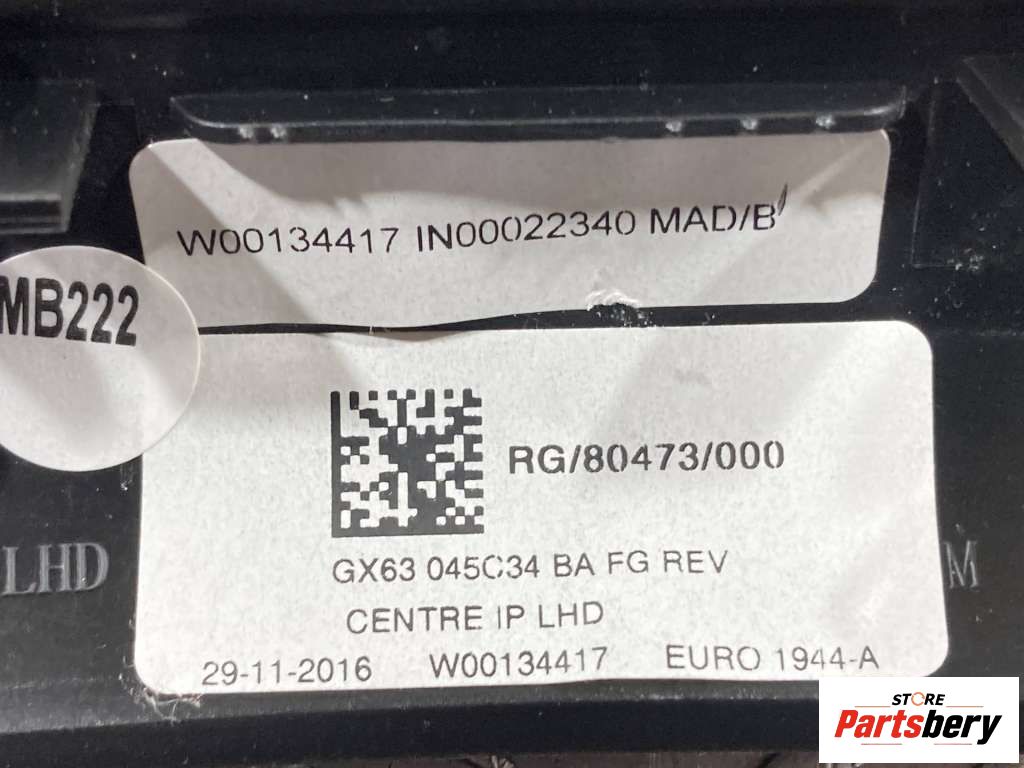 W00134417 IN00022340 MAD/B
MB222
RG/80473/000
GX63 045C34 BA FG REV
LHD
M
CENTRE IP LHD
29-11-2016 W00134417 EURO 1944-A
STORE
Partsbery